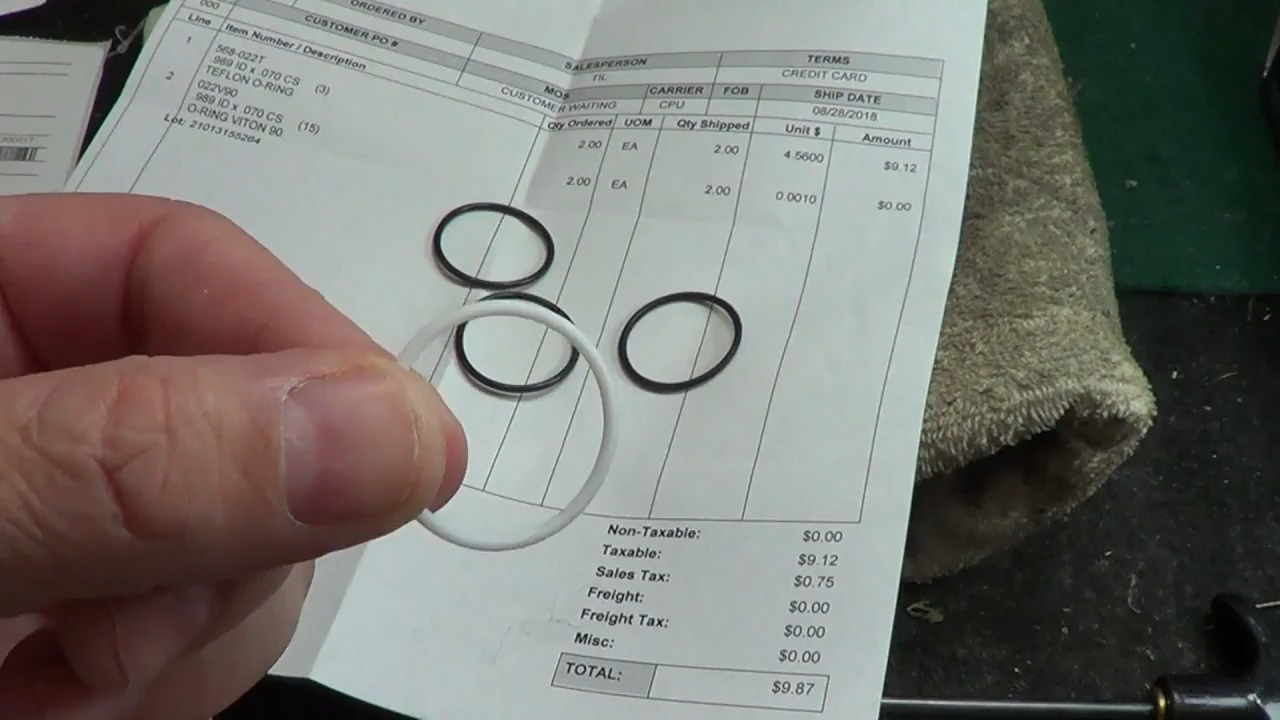 000
ORDERED BY
CUSTOMER PO #
SALESPERSON
TIL
TERMS
CREDIT CARD
MOS
CUSTOMER WAITING
CARRIER
CPU
FOB
SHIP DATE
08/28/2018
Line Item Number / Description Qty Ordered UOM Qty Shipped Unit $ Amount
1 568-022T 2.00 EA 2.00 4.5600 $9.12
.989 ID x .070 CS (3)
TEFLON O-RING
2 022V90 2.00 EA 2.00 0.0010 $0.00
.989 ID x .070 CS (15)
O-RING VITON 90
Lot: 21013155264
Non-Taxable: $0.00
Taxable: $9.12
Sales Tax: $0.75
Freight: $0.00
Freight Tax: $0.00
Misc: $0.00
TOTAL: $9.87